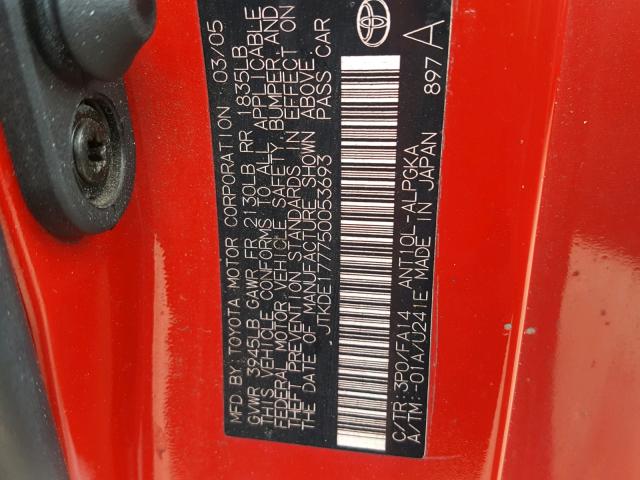 MFD. BY: TOYOTA MOTOR CORPORATION 03/05
GVWR 3945LB GAWR FR 2130LB RR 1835LB
THIS VEHICLE CONFORMS TO ALL APPLICABLE
FEDERAL MOTOR VEHICLE SAFETY, BUMPER, AND
THEFT PREVENTION STANDARDS IN EFFECT ON
THE DATE OF MANUFACTURE SHOWN ABOVE.
JTKDE177750053693 PASS CAR
C/TR: 3P0/FA14 ANT10L-ALPGKA
A/TM: -01A/U241E MADE IN JAPAN 897 A